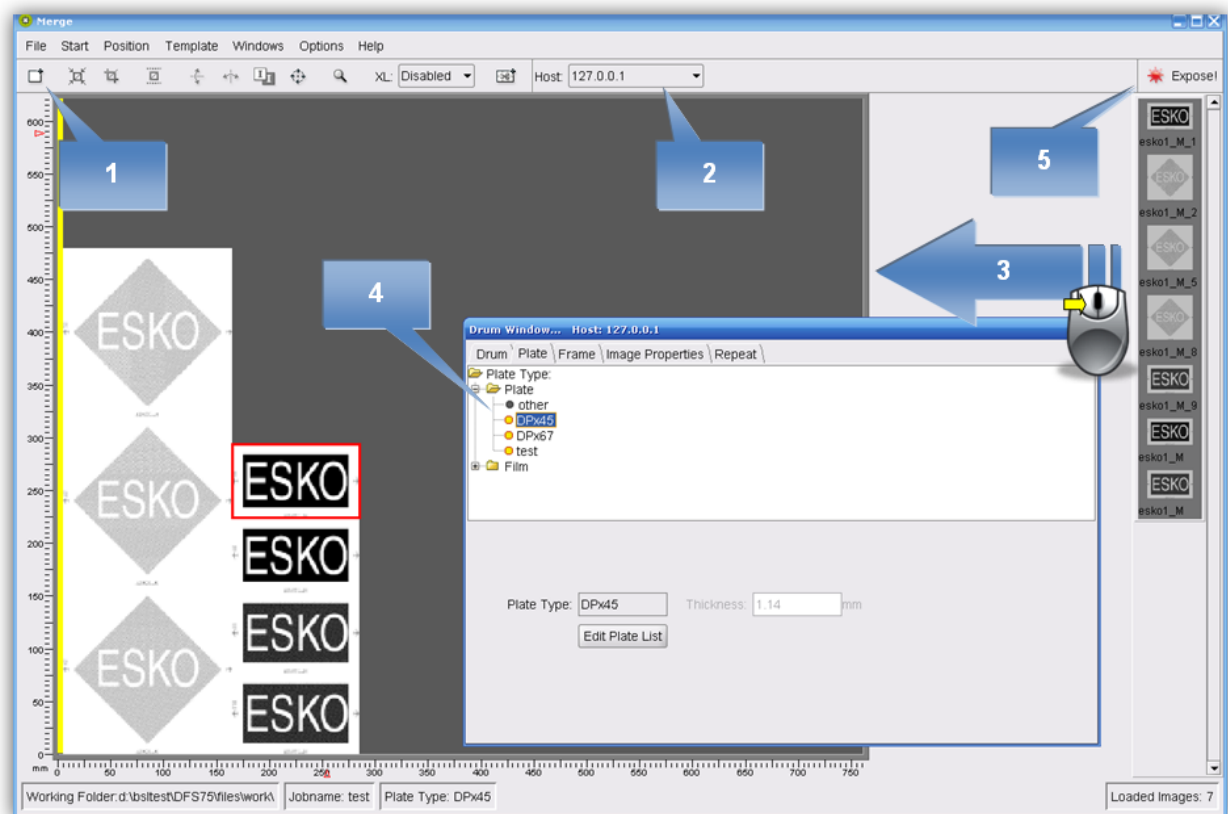 Merge
File Start Position Template Windows Options Help
XL: Disabled Host: 127.0.0.1 Expose!
1
2
5
3
4
600
550
500
450
400
350
300
250
200
150
100
50
0
mm 0 50 100 150 200 250 300 350 400 450 500 550 600 650 700 750
ESKO
ESKO
ESKO
ESKO
ESKO
ESKO
ESKO
Drum Window... Host: 127.0.0.1
Drum Plate Frame Image Properties Repeat
Plate Type:
Plate
other
DPx45
DPx67
test
Film
Plate Type: DPx45 Thickness: 1.14 mm
Edit Plate List
ESKO
esko1_M_1
ESKO
esko1_M_2
ESKO
esko1_M_5
ESKO
esko1_M_8
ESKO
esko1_M_9
ESKO
esko1_M
ESKO
esko1_M
Working Folder:d:\bsltest\DFS75\files\work\ Jobname: test Plate Type: DPx45 Loaded Images: 7